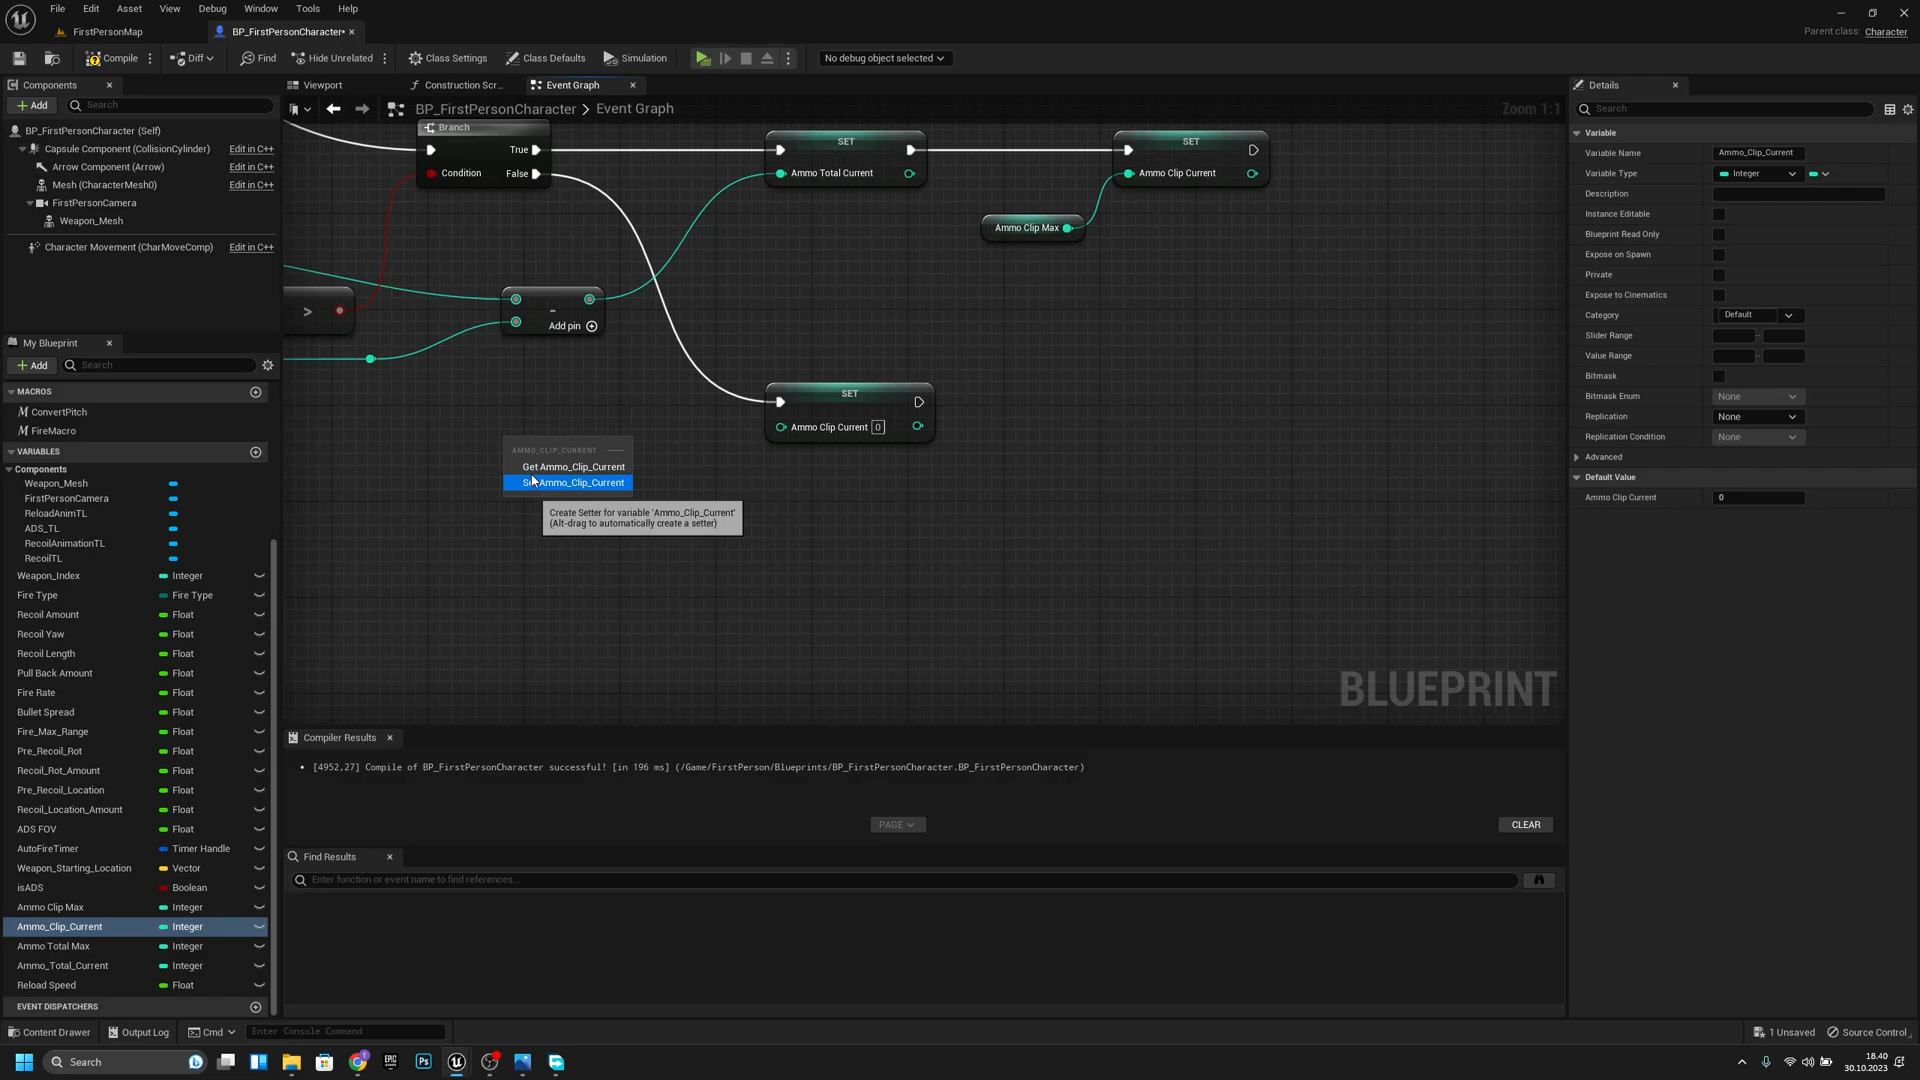 File Edit Asset View Window Debug Tools Help
FirstPersonMap
BP_FirstPersonCharacter•
Parent class: Character
Compile
Diff
Find
Hide Unrelated
Class Settings
Class Defaults
Simulation
No debug object selected
Components
Add
Search
BP_FirstPersonCharacter (Self)
Capsule Component (CollisionCylinder) Edit in C++
Arrow Component (Arrow) Edit in C++
Mesh (CharacterMesh0) Edit in C++
FirstPersonCamera
Weapon_Mesh
Character Movement (CharMoveComp) Edit in C++
My Blueprint
Add
Search
MACROS
ConvertPitch
FireMacro
VARIABLES
Components
Weapon_Mesh
FirstPersonCamera
ReloadAnimTL
ADS_TL
RecoilAnimationTL
RecoilTL
Weapon_Index Integer
Fire Type Fire Type
Recoil Amount Float
Recoil Yaw Float
Recoil Length Float
Pull Back Amount Float
Fire Rate Float
Bullet Spread Float
Fire_Max_Range Float
Pre_Recoil_Rot Float
Recoil_Rot_Amount Float
Pre_Recoil_Location Float
Recoil_Location_Amount Float
ADS FOV Float
AutoFireTimer Timer Handle
Weapon_Starting_Location Vector
isADS Boolean
Ammo Clip Max Integer
Ammo_Clip_Current Integer
Ammo Total Max Integer
Ammo_Total_Current Integer
Reload Speed Float
EVENT DISPATCHERS
Viewport
Construction Scr...
Event Graph
BP_FirstPersonCharacter > Event Graph
Zoom 1:1
Branch
True
Condition False
SET
Ammo Total Current
SET
Ammo Clip Current
Ammo Clip Max
>
-
Add pin
SET
Ammo Clip Current 0
AMMO_CLIP_CURRENT
Get Ammo_Clip_Current
Ammo_Clip_Current
Create Setter for variable 'Ammo_Clip_Current'
(Alt-drag to automatically create a setter)
BLUEPRINT
Compiler Results
[4952,27] Compile of BP_FirstPersonCharacter successful! [in 196 ms] (/Game/FirstPerson/Blueprints/BP_FirstPersonCharacter.BP_FirstPersonCharacter)
PAGE
CLEAR
Find Results
Enter function or event name to find references...
Details
Search
Variable
Variable Name Ammo_Clip_Current
Variable Type Integer
Description
Instance Editable
Blueprint Read Only
Expose on Spawn
Private
Expose to Cinematics
Category Default
Slider Range
Value Range
Bitmask
Bitmask Enum None
Replication None
Replication Condition None
Advanced
Default Value
Ammo Clip Current 0
Content Drawer
Output Log
Cmd
Enter Console Command
1 Unsaved
Source Control
Search
EPIC
Ps
18.40
30.10.2023